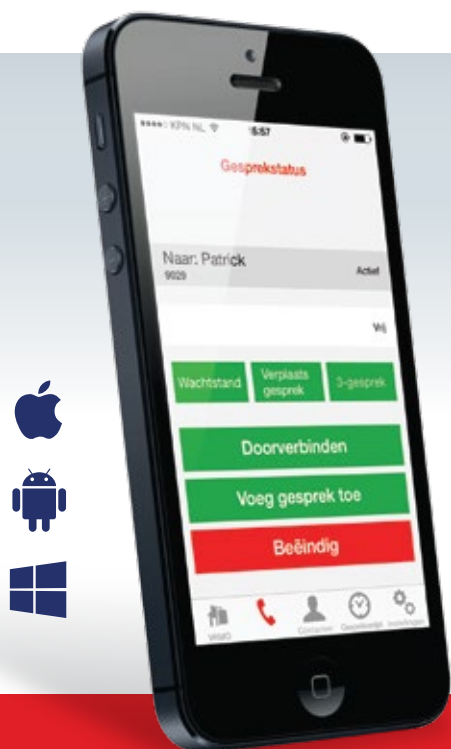 KPN NL
15:57
Gesprekstatus
Naar: Patrick
9029
Actief
Vrij
Wachtstand
Verplaats
gesprek
3-gesprek
Doorverbinden
Voeg gesprek toe
Beëindig
Contacten
Instellingen